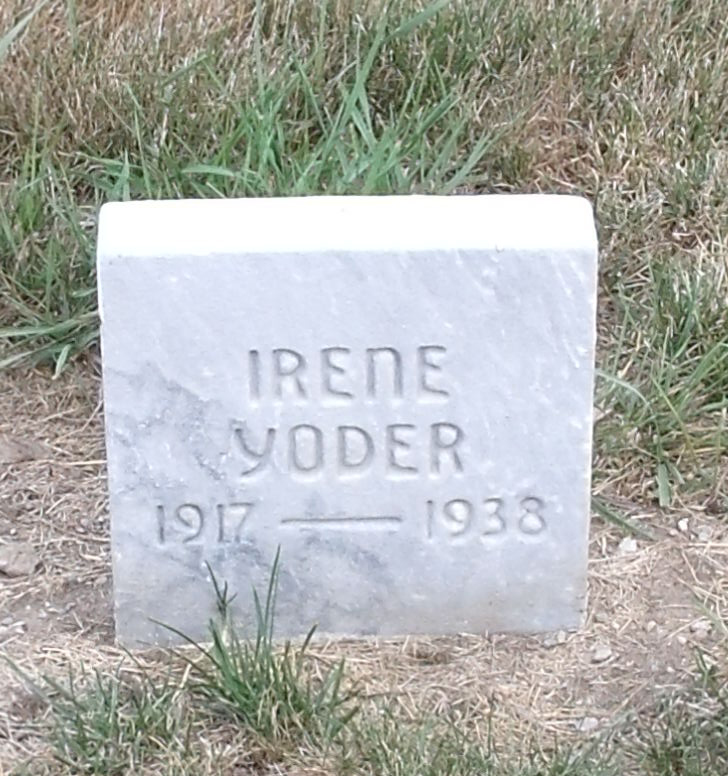 IRENE
YODER
1917 — 1938